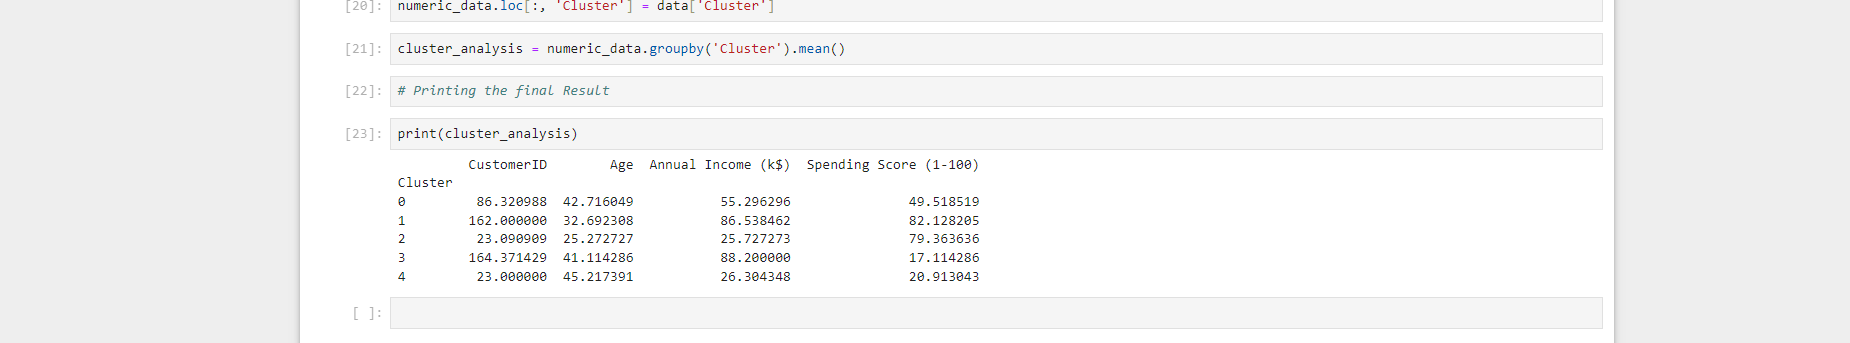 [20]: numeric_data.loc[:, 'Cluster'] = data['Cluster']
[21]: cluster_analysis = numeric_data.groupby('Cluster').mean()
[22]: # Printing the final Result
[23]: print(cluster_analysis)
CustomerID Age Annual Income (k$) Spending Score (1-100)
Cluster
0 86.320988 42.716049 55.296296 49.518519
1 162.000000 32.692308 86.538462 82.128205
2 23.090909 25.272727 25.727273 79.363636
3 164.371429 41.114286 88.200000 17.114286
4 23.000000 45.217391 26.304348 20.913043
[ ]: